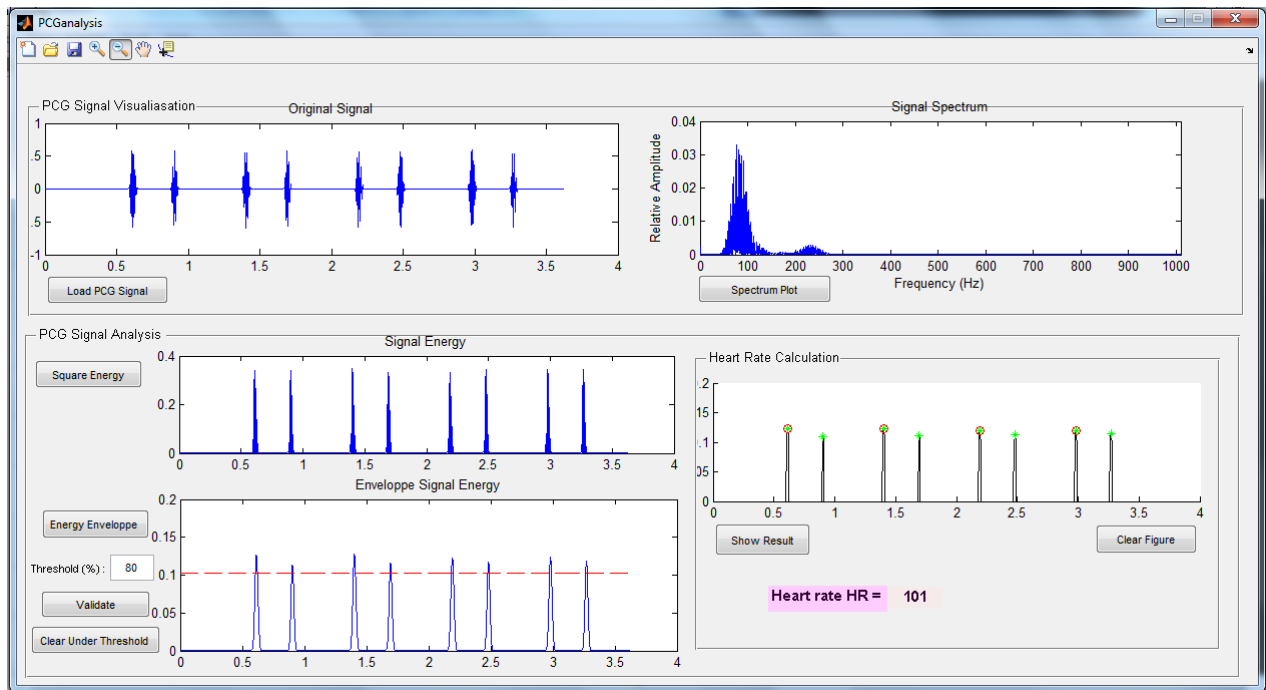 PCGanalysis
PCG Signal Visualiasation
Original Signal
1
.5
0
.5
-1
0 0.5 1 1.5 2 2.5 3 3.5 4
Load PCG Signal
Signal Spectrum
Relative Amplitude
0.04
0.03
0.02
0.01
0
0 100 200 300 400 500 600 700 800 900 1000
Frequency (Hz)
Spectrum Plot
PCG Signal Analysis
Square Energy
Signal Energy
0.4
0.2
0
0 0.5 1 1.5 2 2.5 3 3.5 4
Enveloppe Signal Energy
0.2
0.15
0.1
0.05
0
0 0.5 1 1.5 2 2.5 3 3.5 4
Energy Enveloppe
Threshold (%) : 80
Validate
Clear Under Threshold
Heart Rate Calculation
.2
15
0.1
05
0
0 0.5 1 1.5 2 2.5 3 3.5 4
Show Result
Clear Figure
Heart rate HR = 101